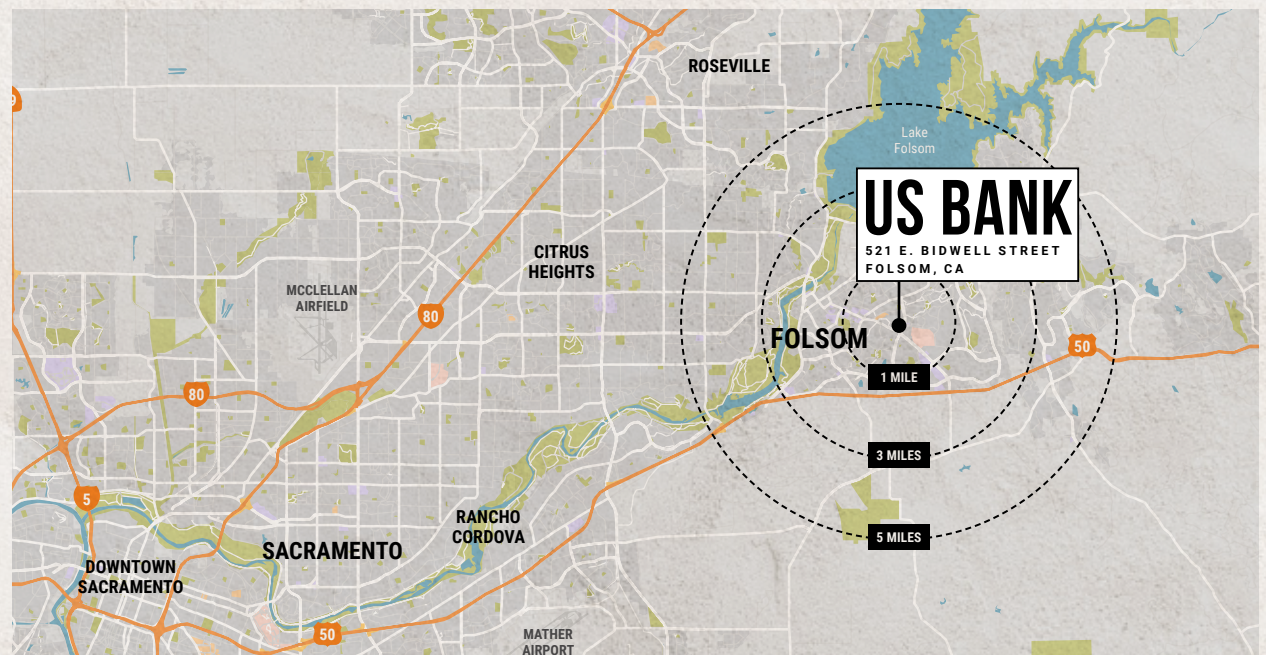 ROSEVILLE
Lake
Folsom
US BANK
521 E. BIDWELL STREET
FOLSOM, CA
CITRUS
HEIGHTS
MCCLELLAN
AIRFIELD
80
FOLSOM
50
1 MILE
80
3 MILES
5
RANCHO
CORDOVA
5 MILES
SACRAMENTO
DOWNTOWN
SACRAMENTO
50
MATHER
AIRPORT